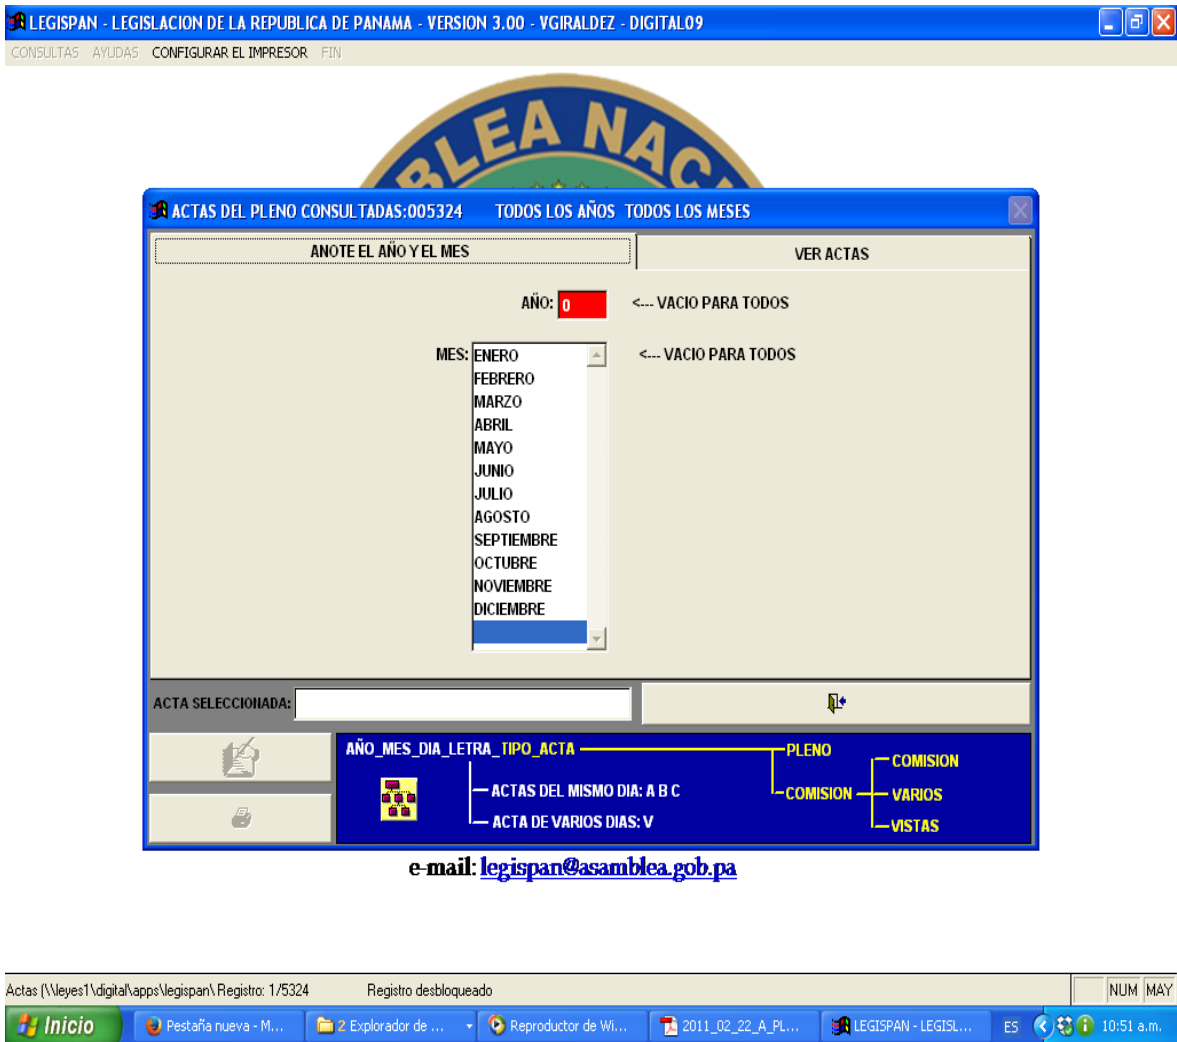 LEGISPAN - LEGISLACION DE LA REPUBLICA DE PANAMA - VERSION 3.00 - VGIRALDEZ - DIGITAL09
CONSULTAS AYUDAS CONFIGURAR EL IMPRESOR FIN
BLEA NAC
ACTAS DEL PLENO CONSULTADAS:005324 TODOS LOS AÑOS TODOS LOS MESES
ANOTE EL AÑO Y EL MES VER ACTAS
AÑO: 0 <--- VACIO PARA TODOS
MES: ENERO <--- VACIO PARA TODOS
FEBRERO
MARZO
ABRIL
MAYO
JUNIO
JULIO
AGOSTO
SEPTIEMBRE
OCTUBRE
NOVIEMBRE
DICIEMBRE
ACTA SELECCIONADA:
AÑO_MES_DIA_LETRA_TIPO_ACTA PLENO
COMISION
ACTAS DEL MISMO DIA: A B C COMISION VARIOS
ACTA DE VARIOS DIAS: V VISTAS
e-mail: legispan@asamblea.gob.pa
Actas (\\leyes1\digital\apps\legispan\ Registro: 1/5324 Registro desbloqueado NUM MAY
Inicio Pestaña nueva - M... 2 Explorador de ... Reproductor de Wi... 2011_02_22_A_PL... LEGISPAN - LEGISL... ES 10:51 a.m.